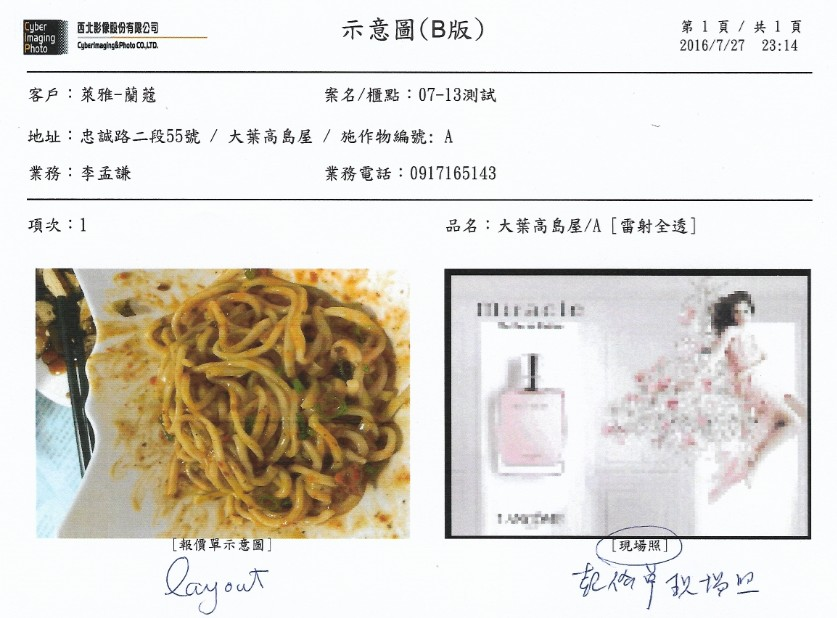 Cyber
Imaging
Photo
西北影像股份有限公司
CyberImaging&Photo CO.,LTD.
示意圖(B版)
第 1 頁 / 共 1 頁
2016/7/27 23:14
客戶：萊雅-蘭蔻
案名/櫃點：07-13測試
地址：忠誠路二段55號 / 大葉高島屋 / 施作物編號: A
業務：李孟謙
業務電話：0917165143
項次：1
品名：大葉高島屋/A [雷射全透]
miracle
LANCÔME
[報價單示意圖]
[現場照]
layout
報價單現場照